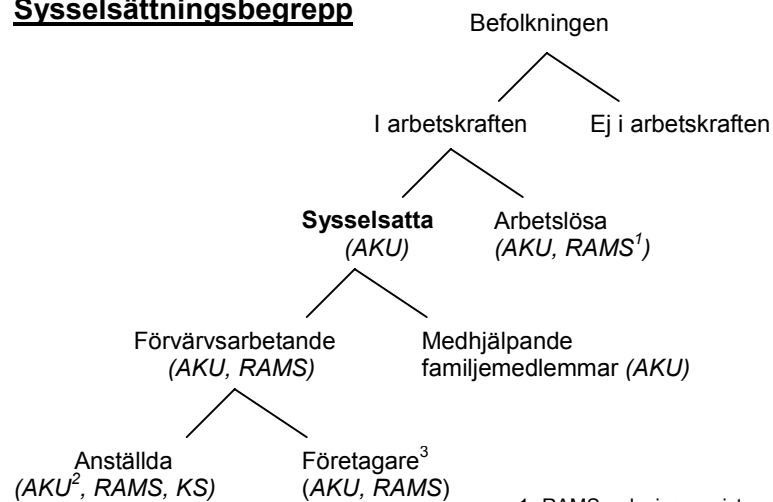 Sysselsättningsbegrepp
Befolkningen
I arbetskraften Ej i arbetskraften
Sysselsatta Arbetslösa
(AKU) (AKU, RAMS¹)
Förvärvsarbetande Medhjälpande
(AKU, RAMS) familjemedlemmar (AKU)
Anställda Företagare³
(AKU², RAMS, KS) (AKU, RAMS)